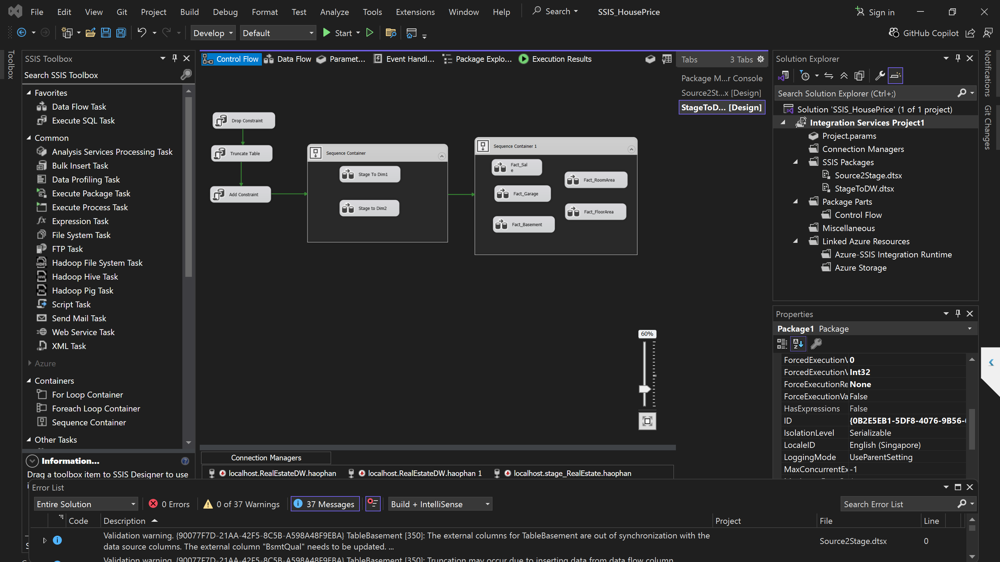 File Edit View Git Project Build Debug Format Test Analyze Tools Extensions Window Help Search SSIS_HousePrice Sign in
Develop Default Start GitHub Copilot
Toolbox
SSIS Toolbox
Search SSIS Toolbox
Favorites
Data Flow Task
Execute SQL Task
Common
Analysis Services Processing Task
Bulk Insert Task
Data Profiling Task
Execute Package Task
Execute Process Task
Expression Task
File System Task
FTP Task
Hadoop File System Task
Hadoop Hive Task
Hadoop Pig Task
Script Task
Send Mail Task
Web Service Task
XML Task
Azure
Containers
For Loop Container
Foreach Loop Container
Sequence Container
Other Tasks
Information...
Drag a toolbox item to SSIS Designer to use
Control Flow Data Flow Paramet... Event Handl... Package Explo... Execution Results
Tabs 3 Tabs
Package M...r Console
Source2St...x [Design]
StageToD... [Design]
Drop Constraint
Truncate Table
Add Constraint
Sequence Container
Stage To Dim1
Stage to Dim2
Sequence Container 1
Fact_Sal
e
Fact_RoomArea
Fact_Garage
Fact_FloorArea
Fact_Basement
60%
Connection Managers
localhost.RealEstateDW.haophan localhost.RealEstateDW.haophan 1 localhost.stage_RealEstate.haophan
Solution Explorer
Search Solution Explorer (Ctrl+;)
Solution 'SSIS_HousePrice' (1 of 1 project)
Integration Services Project1
Project.params
Connection Managers
SSIS Packages
Source2Stage.dtsx
StageToDW.dtsx
Package Parts
Control Flow
Miscellaneous
Linked Azure Resources
Azure-SSIS Integration Runtime
Azure Storage
Notifications
Git Changes
Properties
Package1 Package
ForcedExecutionV 0
ForcedExecutionV Int32
ForceExecutionRe None
ForceExecutionVa False
HasExpressions False
ID {0B2E5EB1-5DF8-4076-9B56-
IsolationLevel Serializable
LocaleID English (Singapore)
LoggingMode UseParentSetting
MaxConcurrentEx -1
Error List
Entire Solution 0 Errors 0 of 37 Warnings 37 Messages Build + IntelliSense Search Error List
Code Description Project File Line
Validation warning. {90077F7D-21AA-42F5-8C5B-A598A48F9EBA} TableBasement [350]: The external columns for TableBasement are out of synchronization with the
data source columns. The external column "BsmtQual" needs to be updated. ...
Source2Stage.dtsx 0
Validation warning. {90077F7D-21AA-42F5-8C5B-A598A48F9EBA} TableBasement [350]: Truncation may occur due to inserting data from data flow column